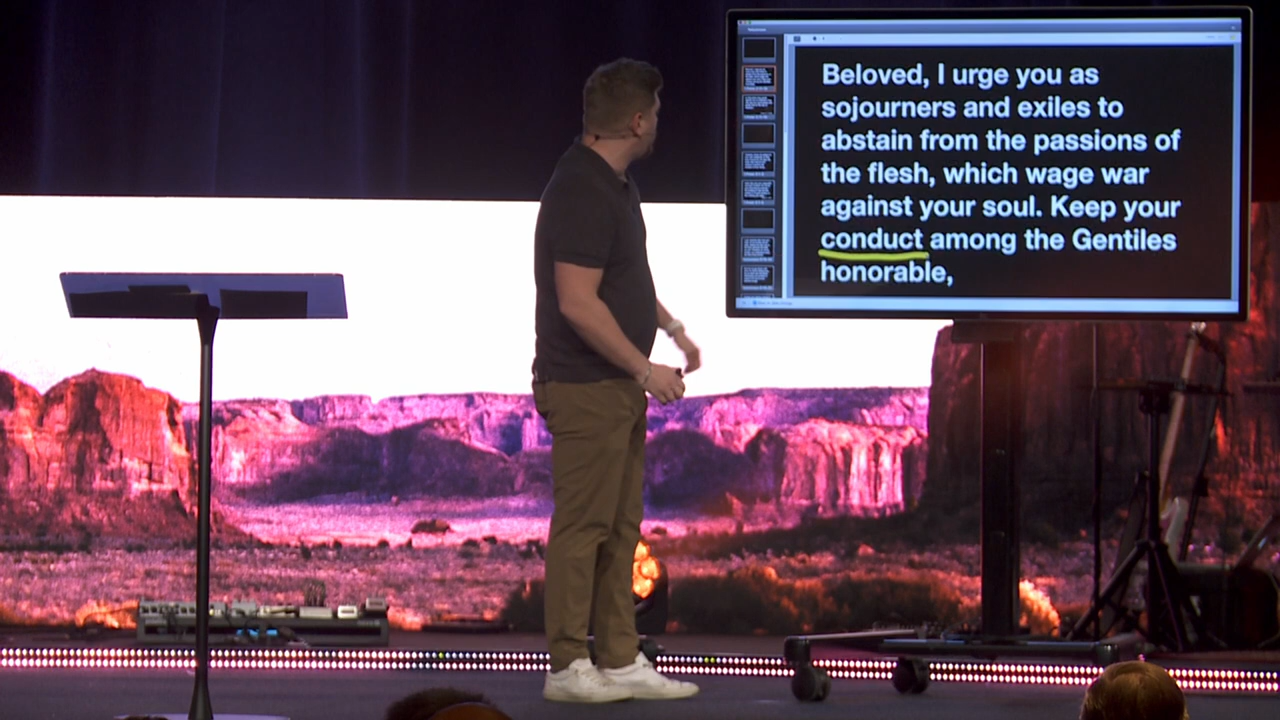 Beloved, I urge you as
sojourners and exiles to
abstain from the passions of
the flesh, which wage war
against your soul. Keep your
conduct among the Gentiles
honorable,